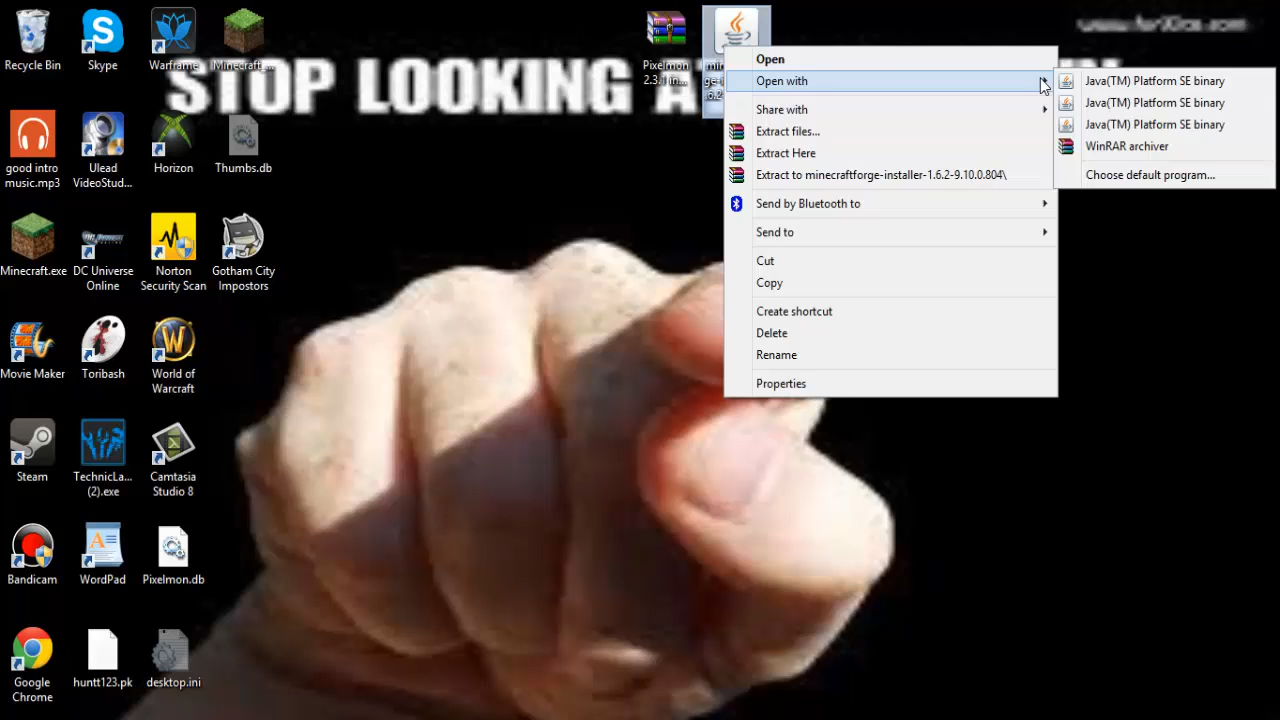 Recycle Bin
Skype
Warframe
Minecraft...
Pixelmon
2.3.1 in...
STOP LOOKING A
good intro
music.mp3
Ulead
VideoStud...
Horizon
Thumbs.db
Minecraft.exe
DC Universe
Online
Norton
Security Scan
Gotham City
Impostors
Movie Maker
Toribash
World of
Warcraft
Steam
TechnicLa...
(2).exe
Camtasia
Studio 8
Bandicam
WordPad
Pixelmon.db
Google
Chrome
huntt123.pk
desktop.ini
Open
Open with
Share with
Extract files...
Extract Here
Extract to minecraftforge-installer-1.6.2-9.10.0.804\
Send by Bluetooth to
Send to
Cut
Copy
Create shortcut
Delete
Rename
Properties
Java(TM) Platform SE binary
Java(TM) Platform SE binary
Java(TM) Platform SE binary
WinRAR archiver
Choose default program...